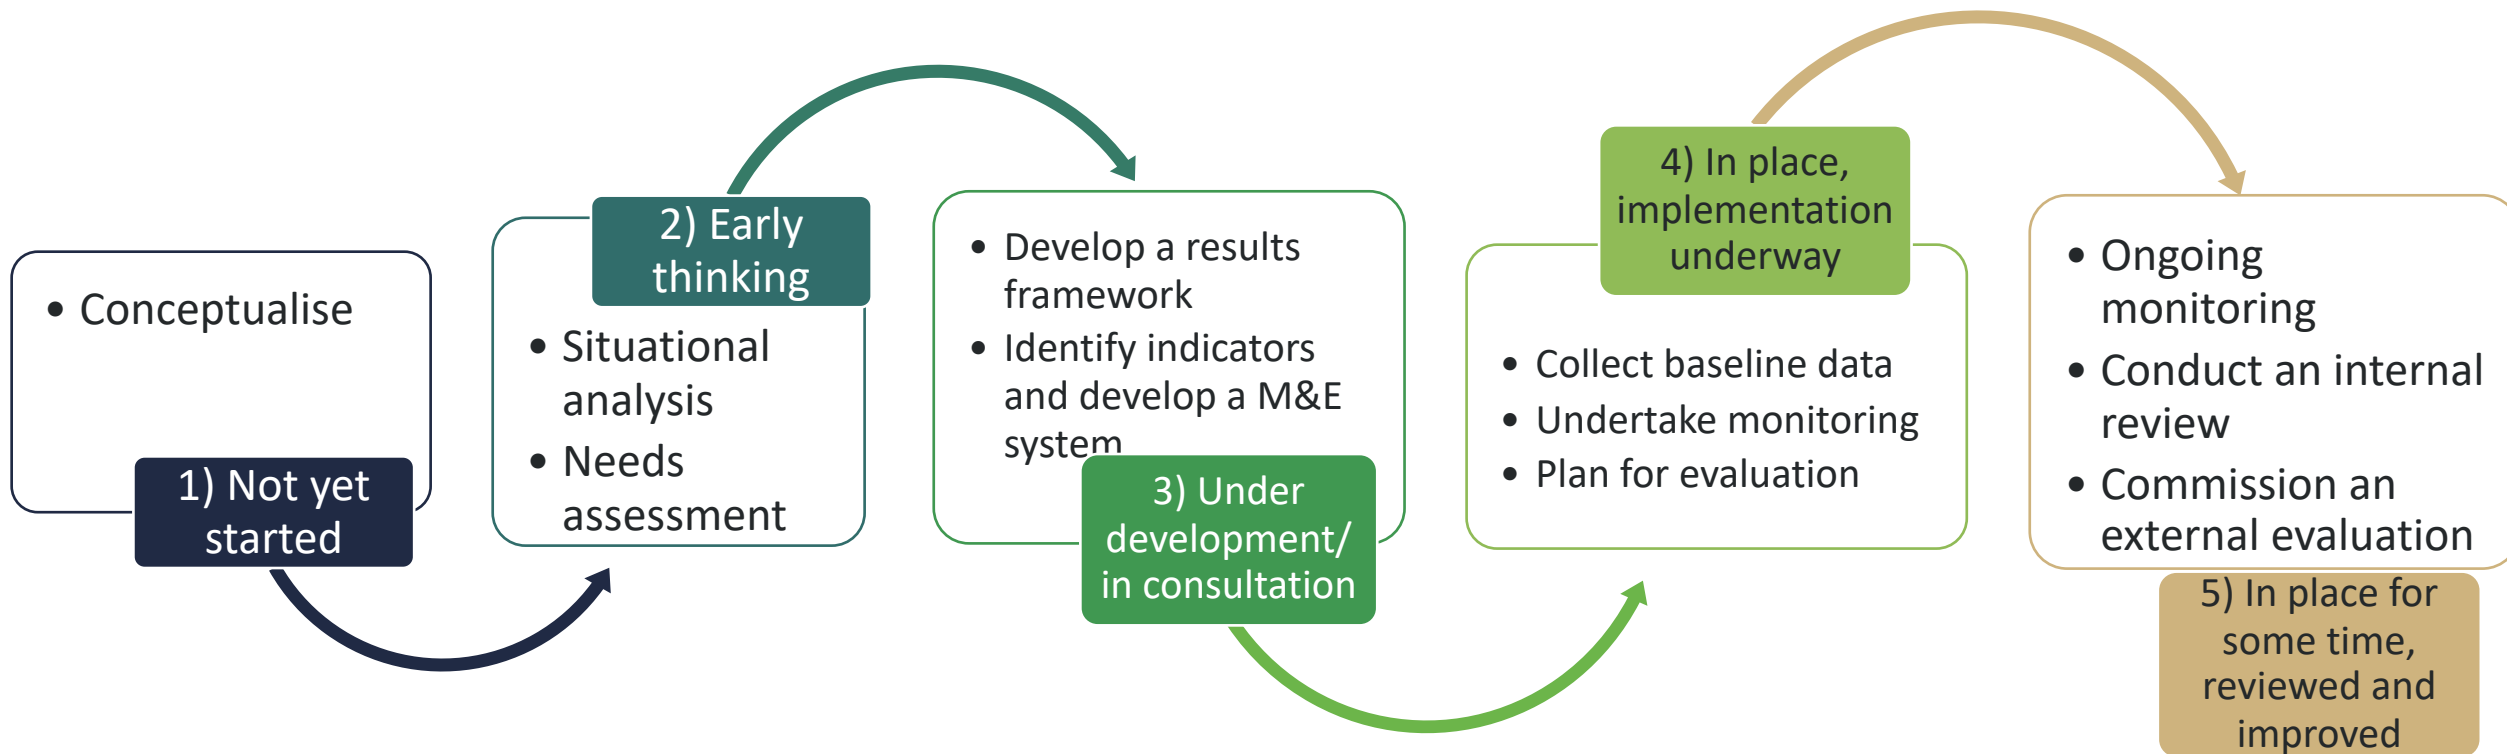 • Conceptualise
1) Not yet
started
2) Early
thinking
• Situational
analysis
• Needs
assessment
• Develop a results
framework
• Identify indicators
and develop a M&E
system
3) Under
development/
in consultation
4) In place,
implementation
underway
• Collect baseline data
• Undertake monitoring
• Plan for evaluation
• Ongoing
monitoring
• Conduct an internal
review
• Commission an
external evaluation
5) In place for
some time,
reviewed and
improved